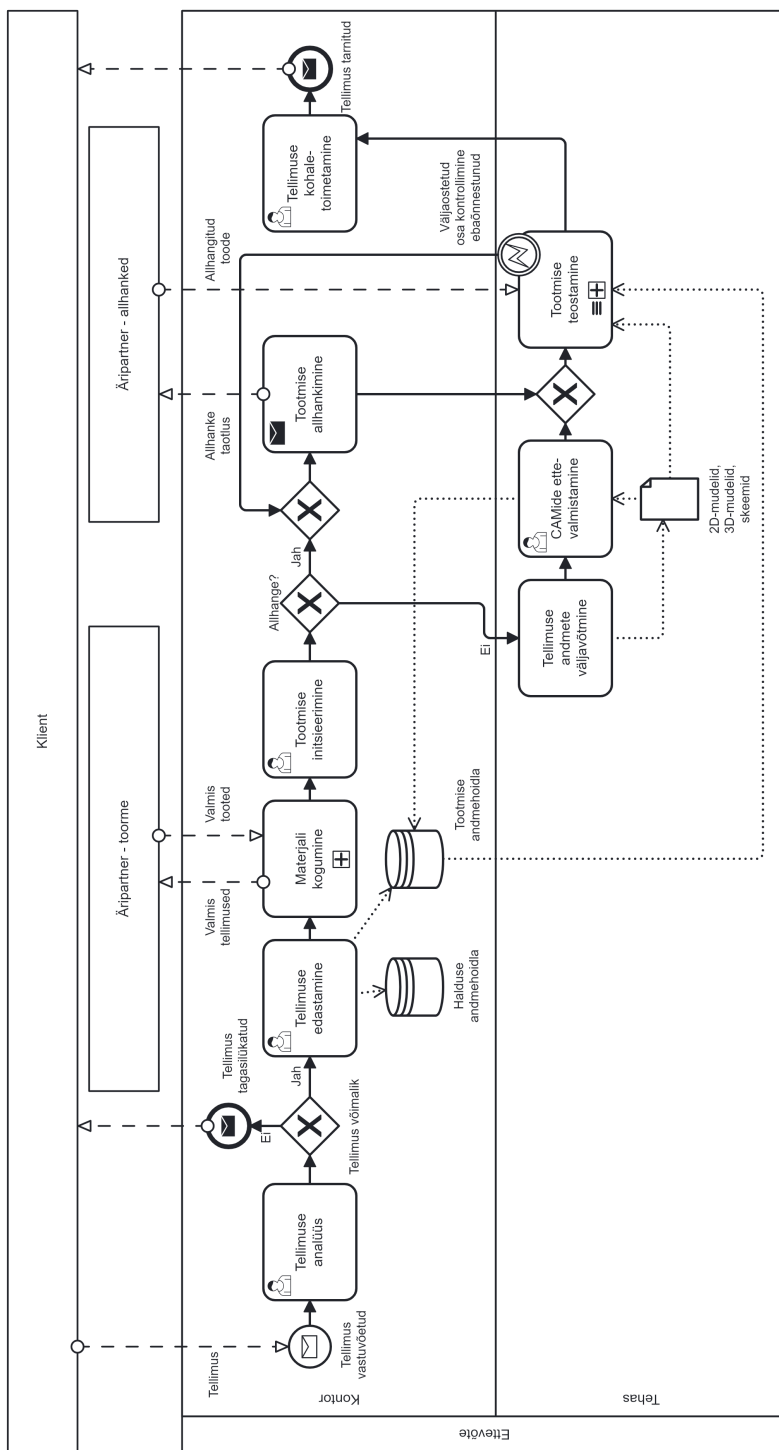 Klient
Äripartner - toorme
Äripartner - allhanked
Ettevõte
Kontor
Tehas
Tellimus
Tellimus
vastuvõetud
Tellimuse
analüüs
Tellimus võimalik
Ei
Tellimus
tagasilükatud
Jah
Tellimuse
edastamine
Halduse
andmehoidla
Tootmise
andmehoidla
Valmis
tellimused
Valmis
tooted
Materjali
kogumine
Tootmise
initsieerimine
Allhange?
Jah
Ei
Allhanke
taotlus
Tootmise
allhankimine
Allhangitud
toode
Tellimuse
andmete
väljavõtmine
CAMide ette-
valmistamine
2D-mudelid,
3D-mudelid,
skeemid
Tootmise
teostamine
Väljaostetud
osa kontrollimine
ebaõnnestunud
Tellimuse
kohale-
toimetamine
Tellimus tarnitud